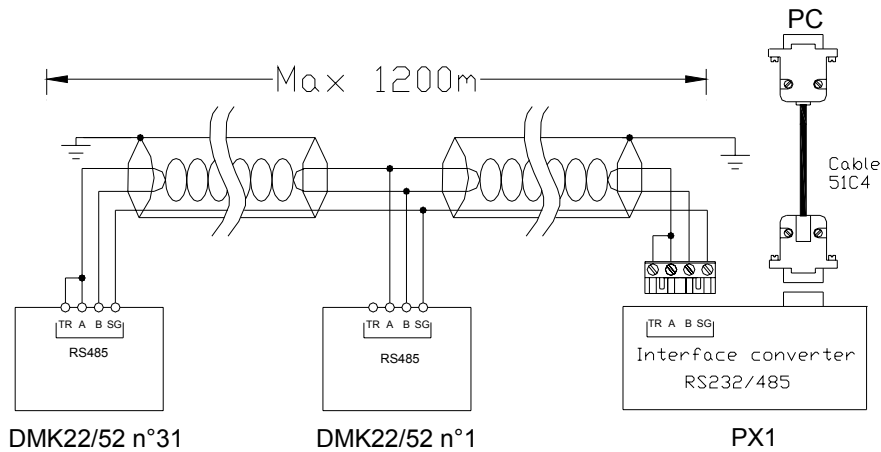 PC
Max 1200m
Cable
51C4
TR A B SG
RS485
TR A B SG
RS485
TR A B SG
Interface converter
RS232/485
DMK22/52 n°31
DMK22/52 n°1
PX1